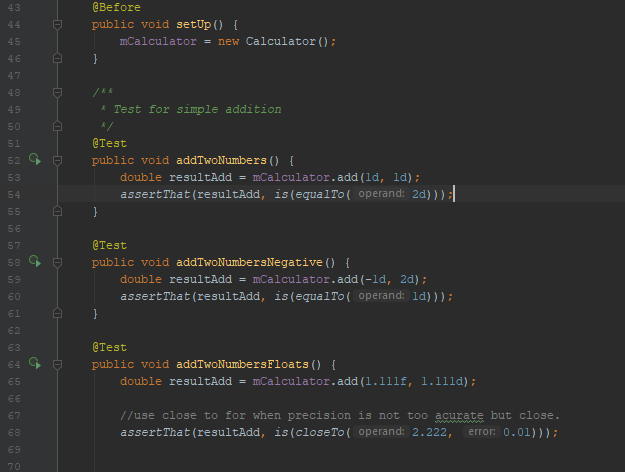 43 @Before
44 public void setUp() {
45 mCalculator = new Calculator();
46 }
47
48 /**
49 * Test for simple addition
50 */
51 @Test
52 public void addTwoNumbers() {
53 double resultAdd = mCalculator.add(1d, 1d);
54 assertThat(resultAdd, is(equalTo( operand: 2d)));
55 }
56
57 @Test
58 public void addTwoNumbersNegative() {
59 double resultAdd = mCalculator.add(-1d, 2d);
60 assertThat(resultAdd, is(equalTo( operand: 1d)));
61 }
62
63 @Test
64 public void addTwoNumbersFloats() {
65 double resultAdd = mCalculator.add(1.111f, 1.111d);
66
67 //use close to for when precision is not too acurate but close.
68 assertThat(resultAdd, is(closeTo( operand: 2.222, error: 0.01)));
69
70